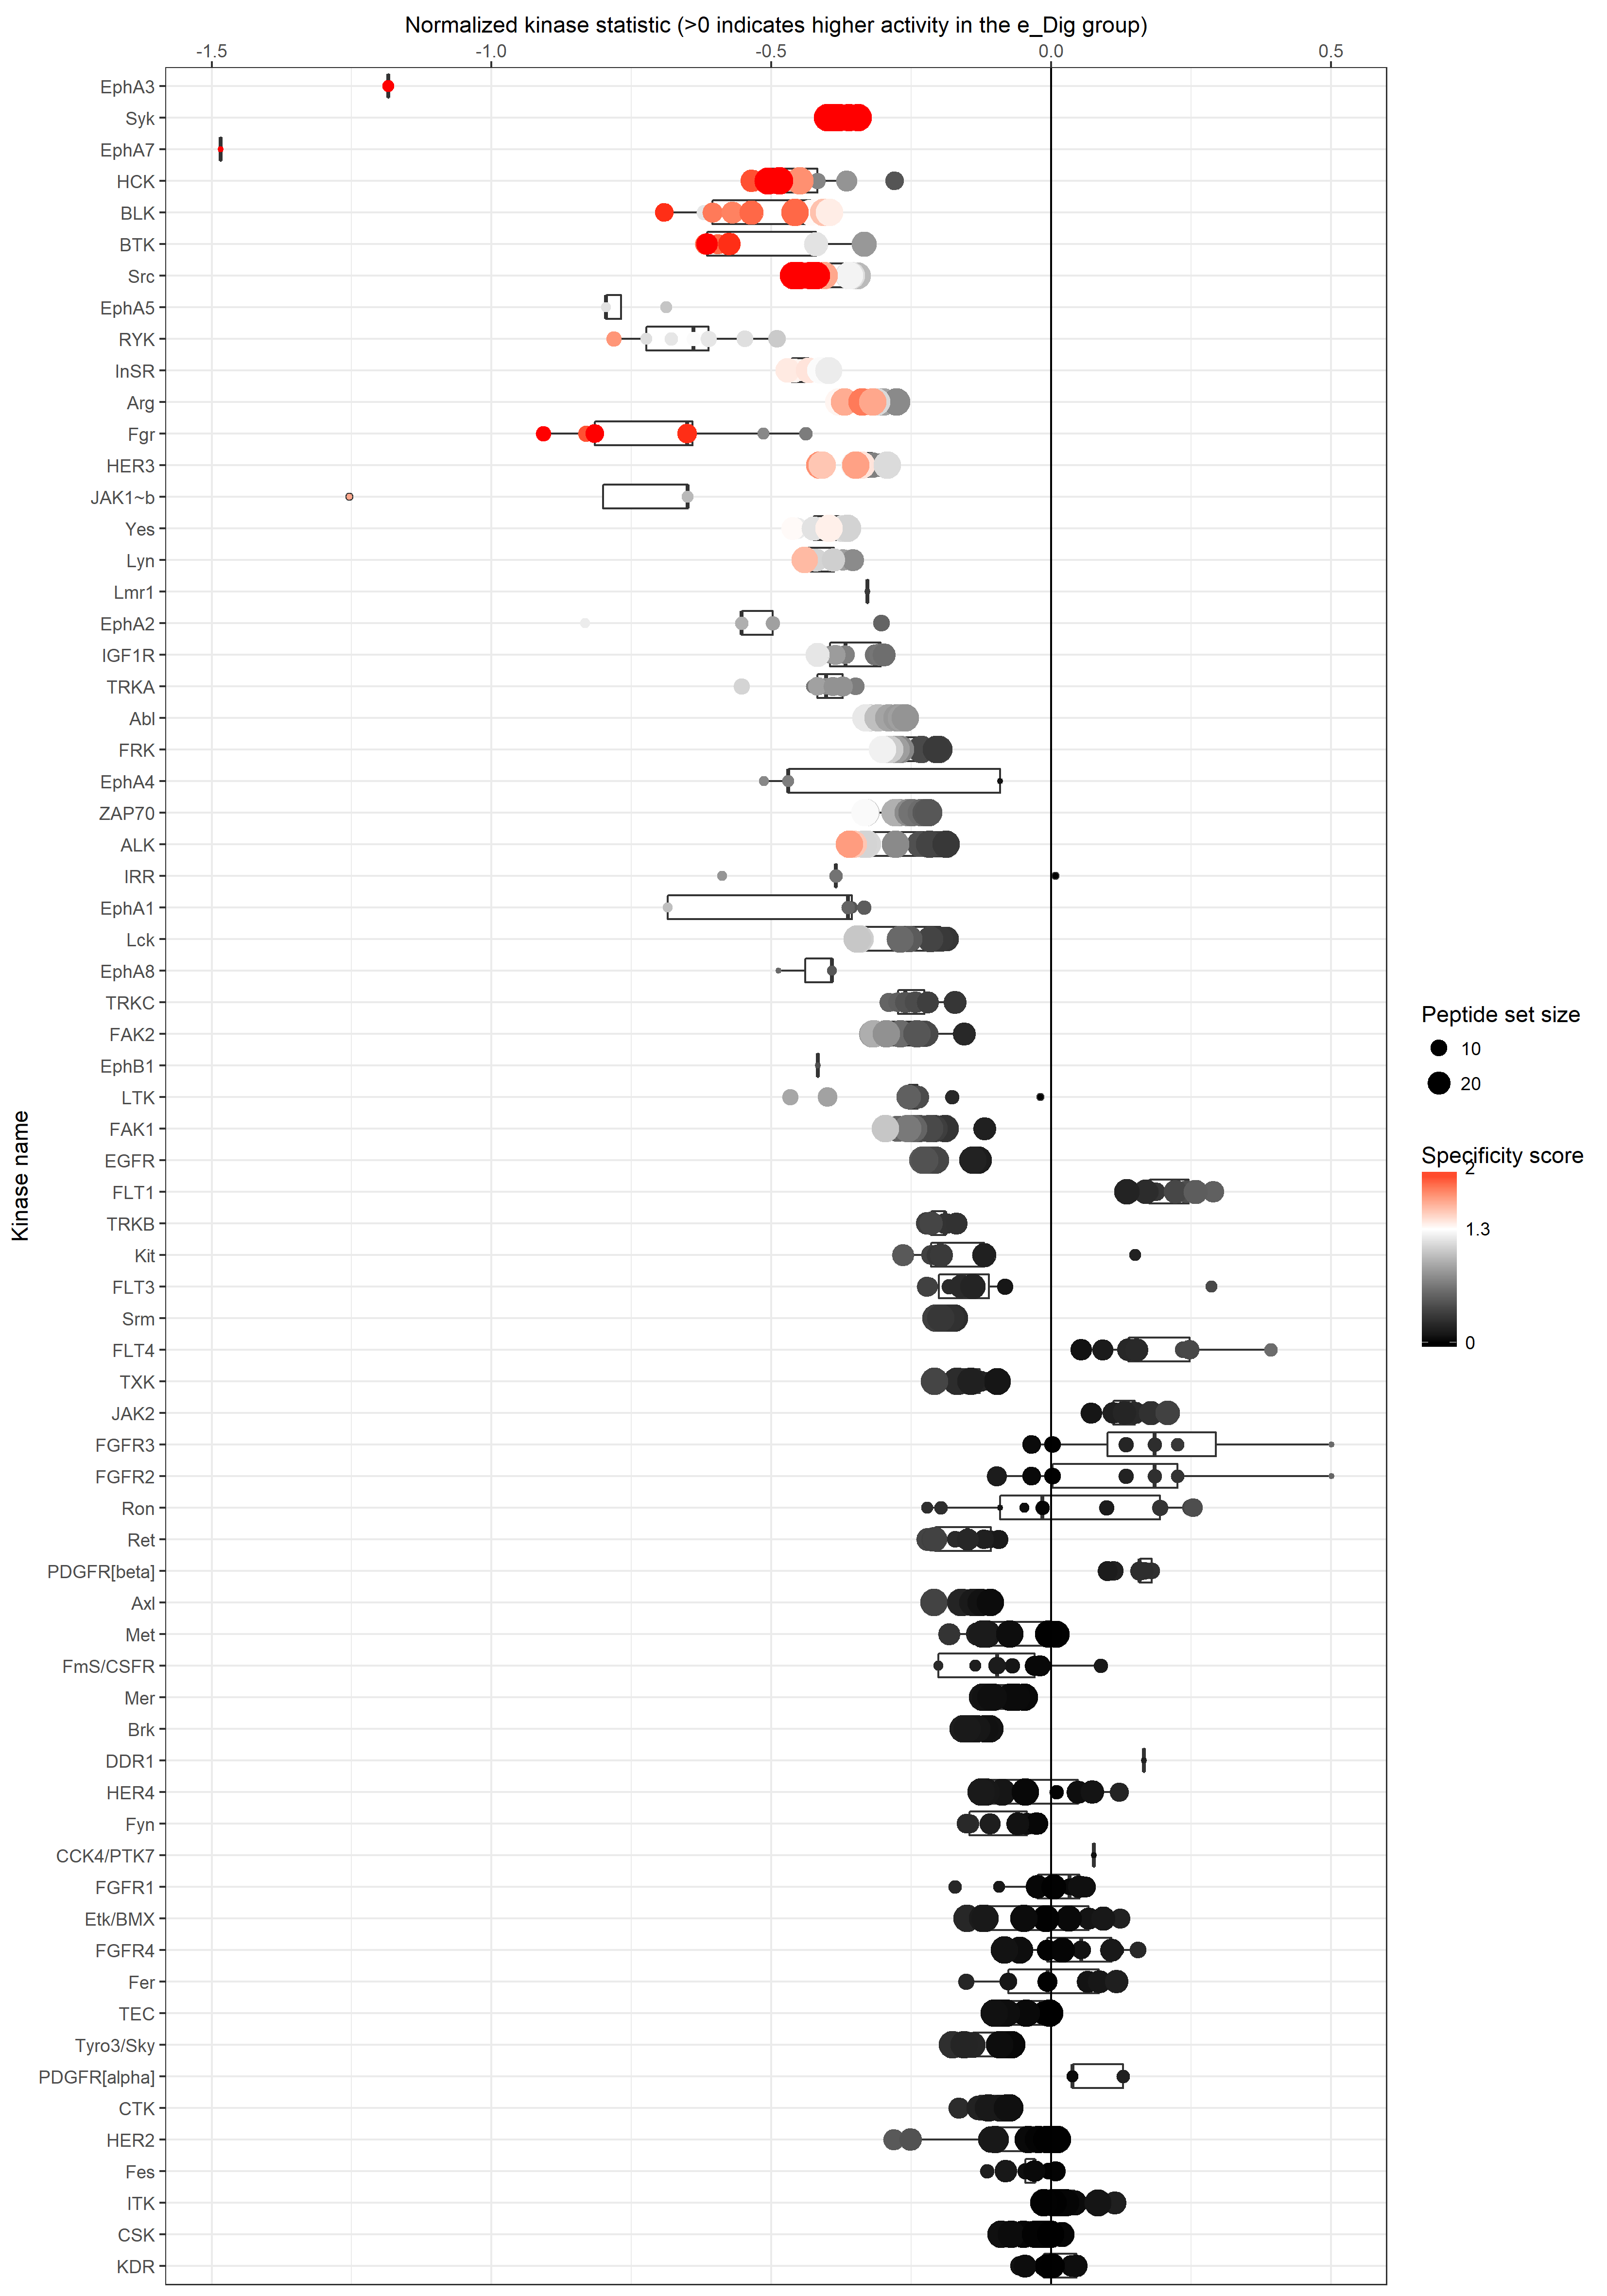 Normalized kinase statistic (>0 indicates higher activity in the e_Dig group)
-1.5 -1.0 -0.5 0.0 0.5
Kinase name
EphA3
Syk
EphA7
HCK
BLK
BTK
Src
EphA5
RYK
InSR
Arg
Fgr
HER3
JAK1~b
Yes
Lyn
Lmr1
EphA2
IGF1R
TRKA
Abl
FRK
EphA4
ZAP70
ALK
IRR
EphA1
Lck
EphA8
TRKC
FAK2
EphB1
LTK
FAK1
EGFR
FLT1
TRKB
Kit
FLT3
Srm
FLT4
TXK
JAK2
FGFR3
FGFR2
Ron
Ret
PDGFR[beta]
Axl
Met
FmS/CSFR
Mer
Brk
DDR1
HER4
Fyn
CCK4/PTK7
FGFR1
Etk/BMX
FGFR4
Fer
TEC
Tyro3/Sky
PDGFR[alpha]
CTK
HER2
Fes
ITK
CSK
KDR
Peptide set size
10
20
Specificity score
2
1.3
0